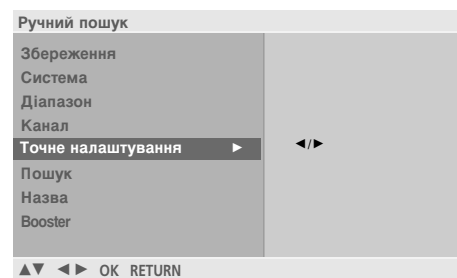 Ручний пошук
Збереження
Система
Діапазон
Канал
Точне налаштування ► ◄/►
Пошук
Назва
Booster
▲▼ ◄► OK RETURN